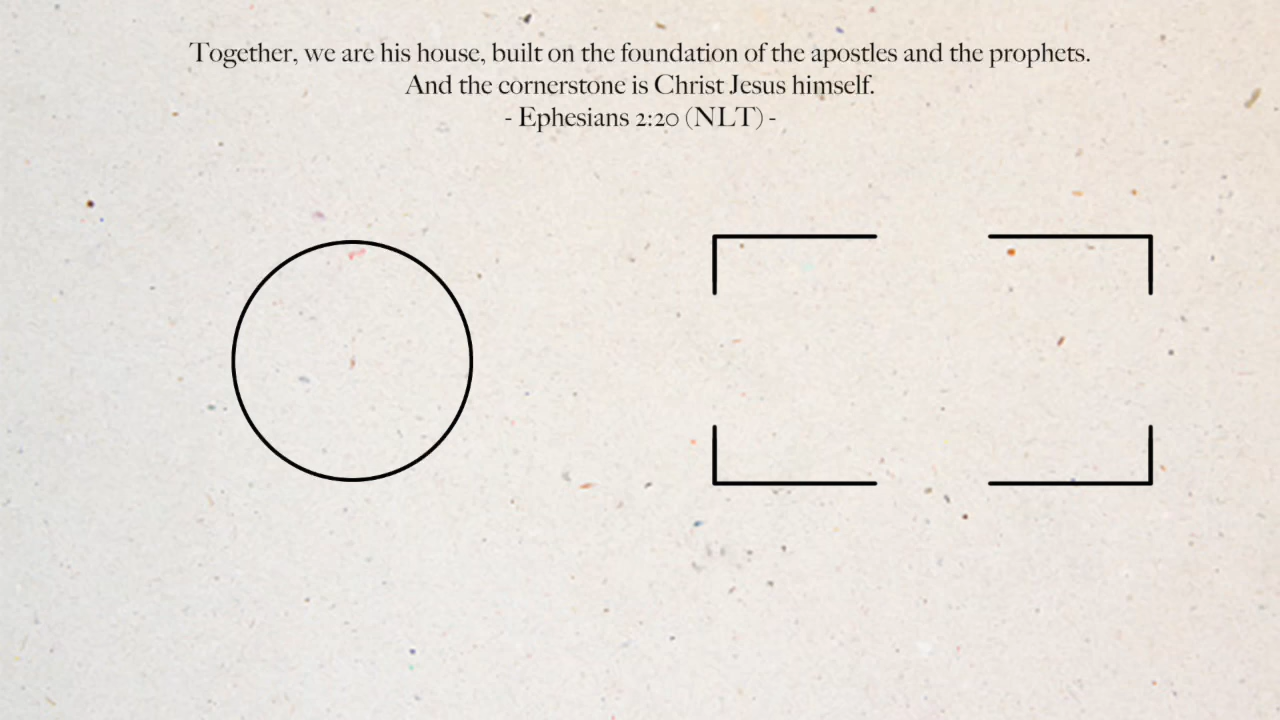 Together, we are his house, built on the foundation of the apostles and the prophets.
And the cornerstone is Christ Jesus himself.
- Ephesians 2:20 (NLT) -